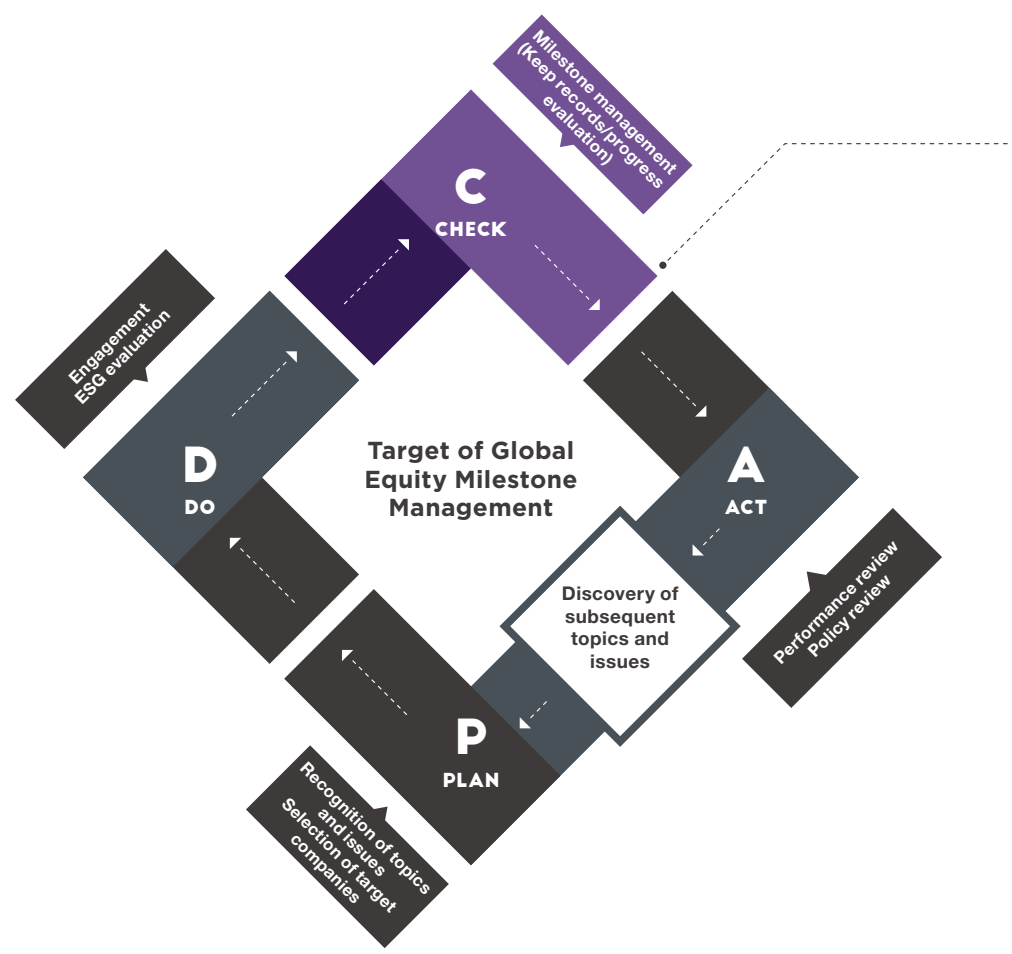 Milestone management
(Keep records/progress
evaluation)
C
CHECK
Engagement
ESG evaluation
D
DO
Target of Global
Equity Milestone
Management
A
ACT
Performance review
Policy review
Discovery of
subsequent
topics and
issues
P
PLAN
Recognition of topics
and issues
Selection of target
companies